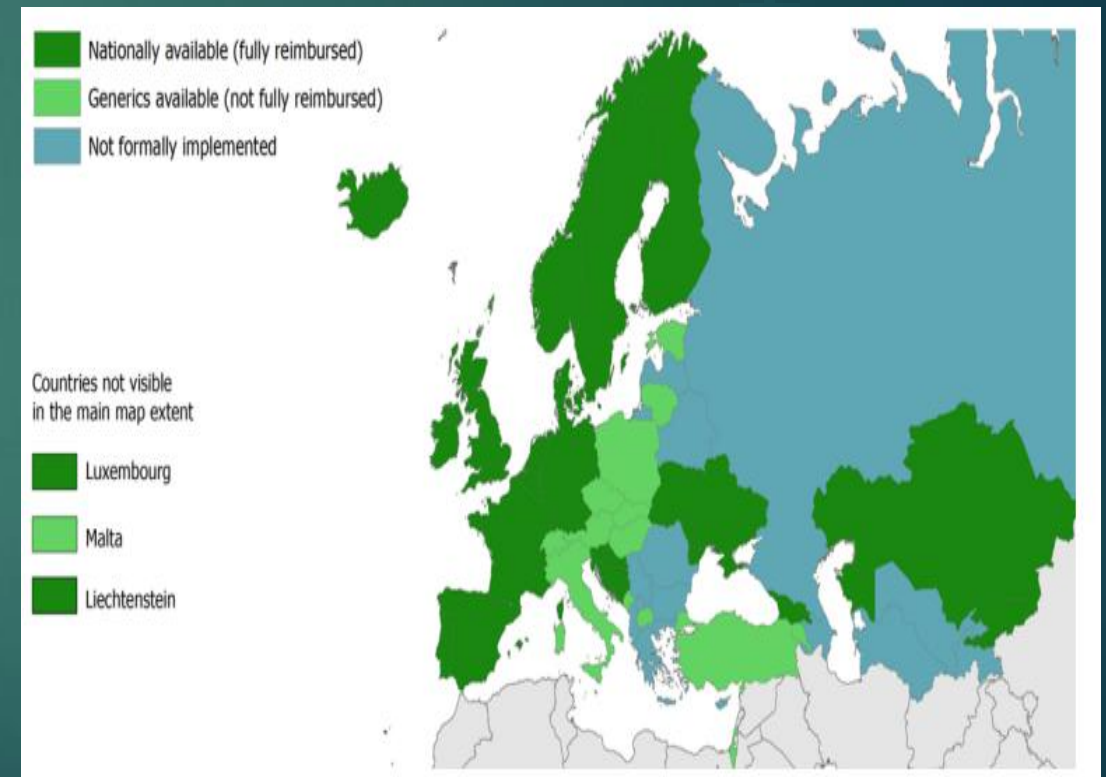 Nationally available (fully reimbursed)
Generics available (not fully reimbursed)
Not formally implemented
Countries not visible
in the main map extent
Luxembourg
Malta
Liechtenstein